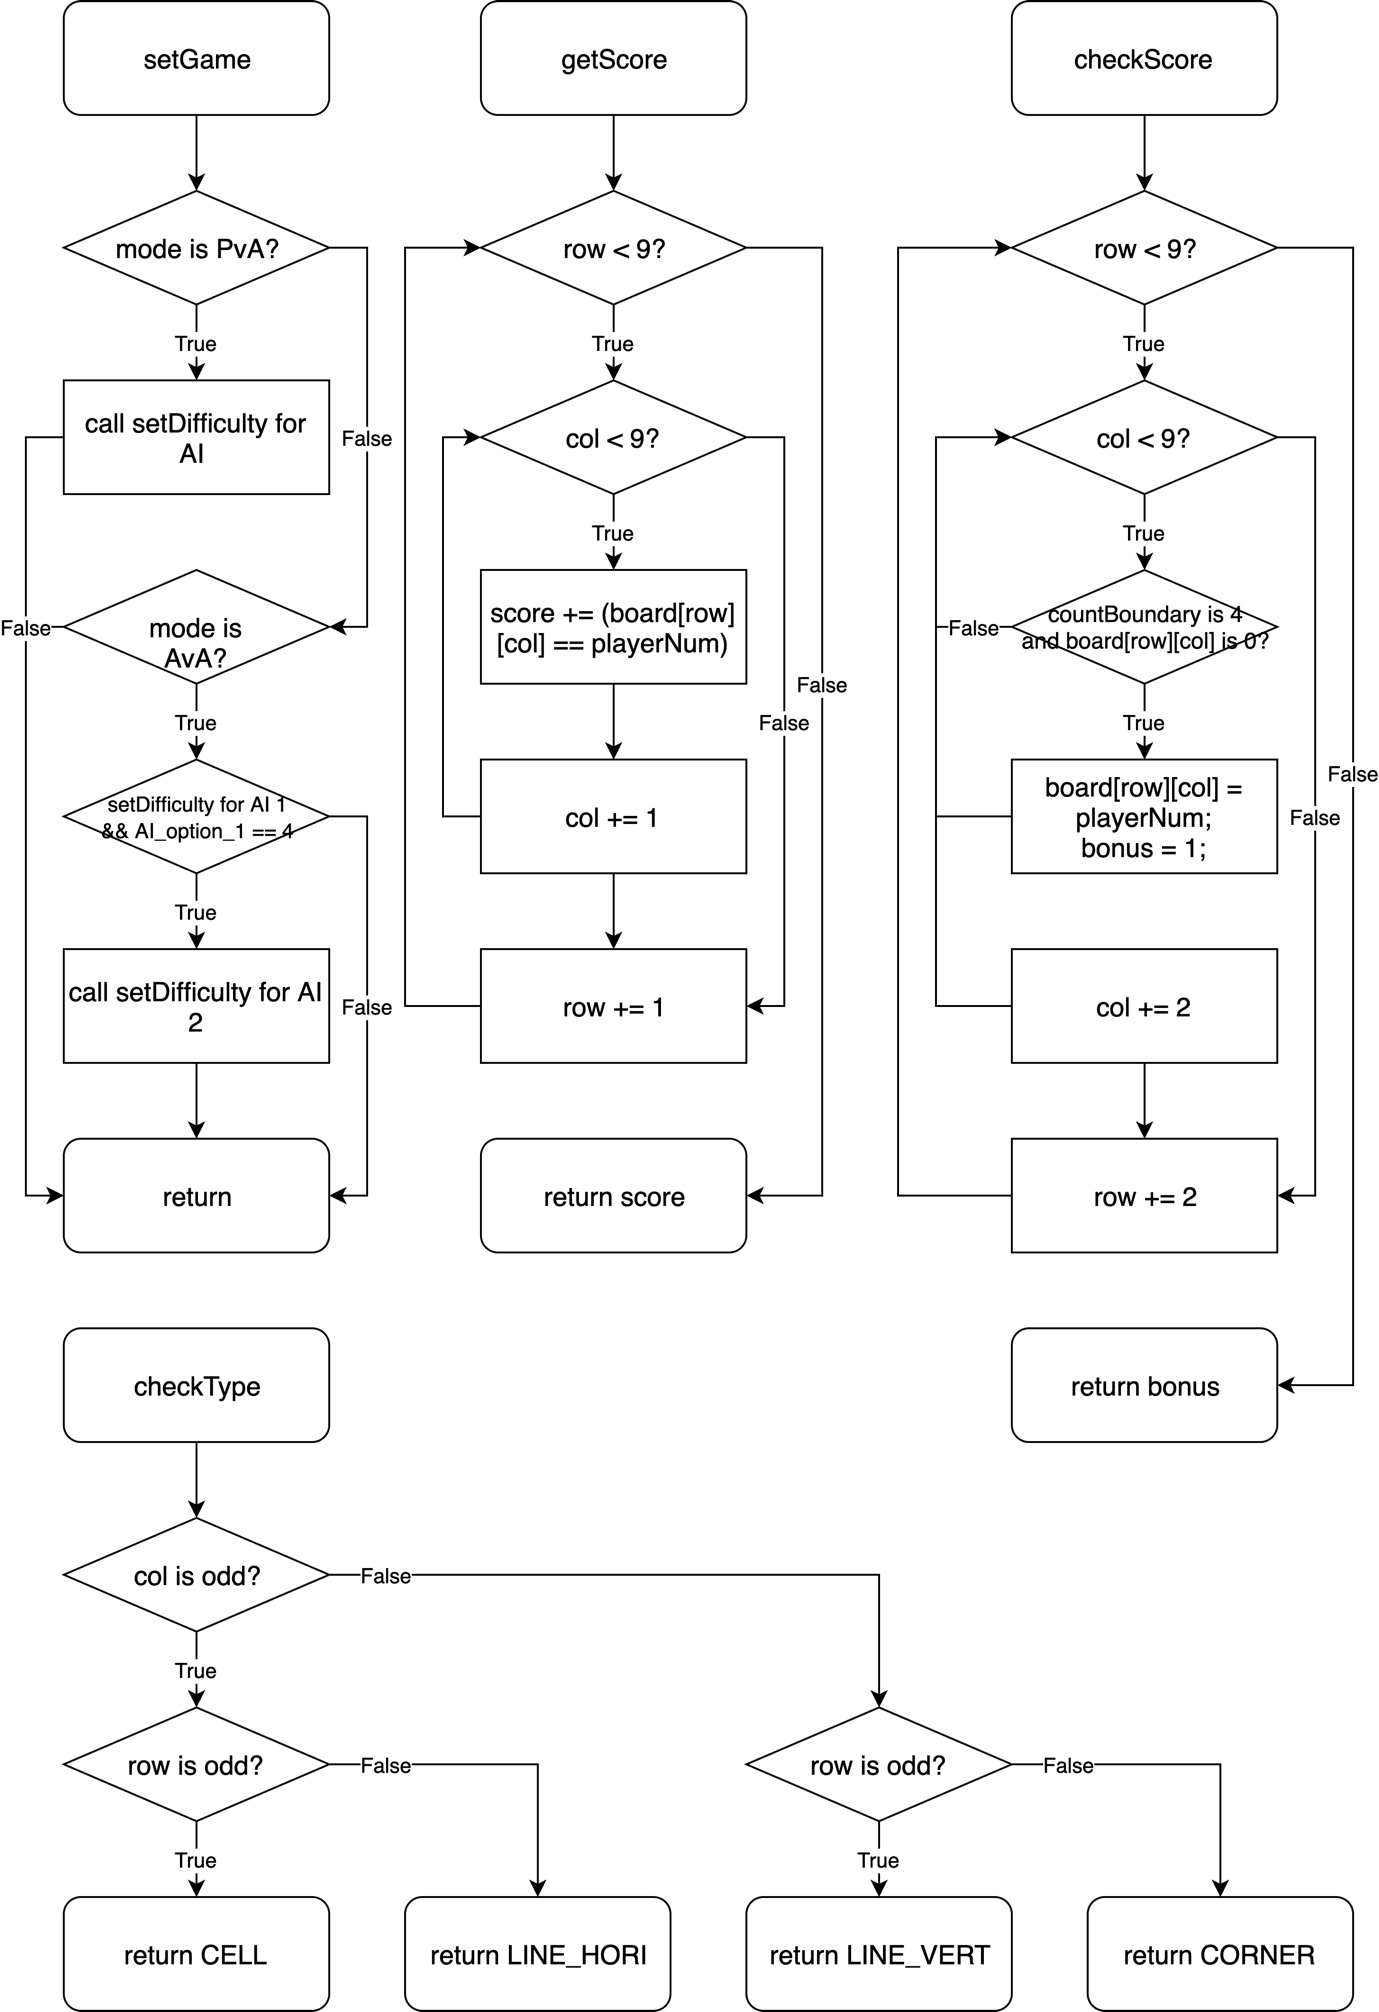 setGame
mode is PvA?
True
call setDifficulty for
AI
False
mode is
AvA?
False
True
setDifficulty for AI 1
&& AI_option_1 == 4
True
call setDifficulty for AI
2
False
return
getScore
row < 9?
True
col < 9?
True
score += (board[row]
[col] == playerNum)
False
False
col += 1
row += 1
return score
checkScore
row < 9?
True
col < 9?
True
countBoundary is 4
and board[row][col] is 0?
False
True
board[row][col] =
playerNum;
bonus = 1;
False
False
col += 2
row += 2
return bonus
checkType
col is odd?
False
True
row is odd?
False
row is odd?
False
True
True
return CELL
return LINE_HORI
return LINE_VERT
return CORNER